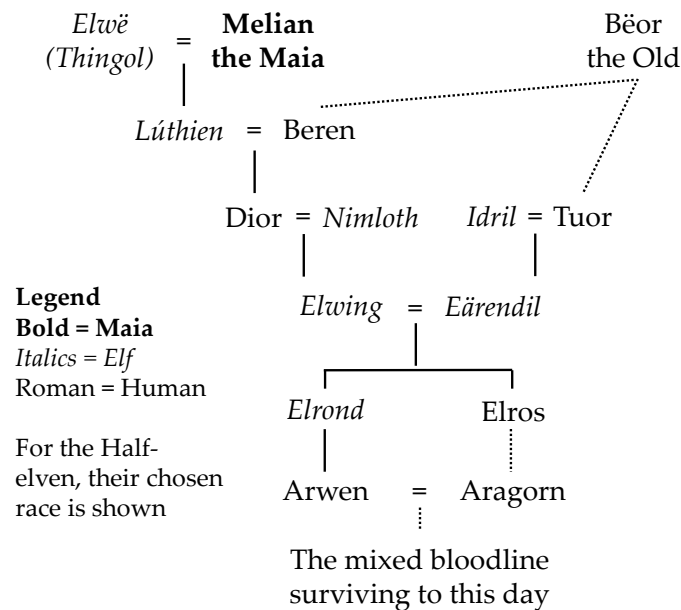 Elwë
(Thingol)
=
Melian
the Maia
Bëor
the Old
Lúthien = Beren
Dior = Nimloth
Idril = Tuor
Elwing = Eärendil
Legend
Bold = Maia
Italics = Elf
Roman = Human
For the Half-
elven, their chosen
race is shown
Elrond
Elros
Arwen = Aragorn
The mixed bloodline
surviving to this day